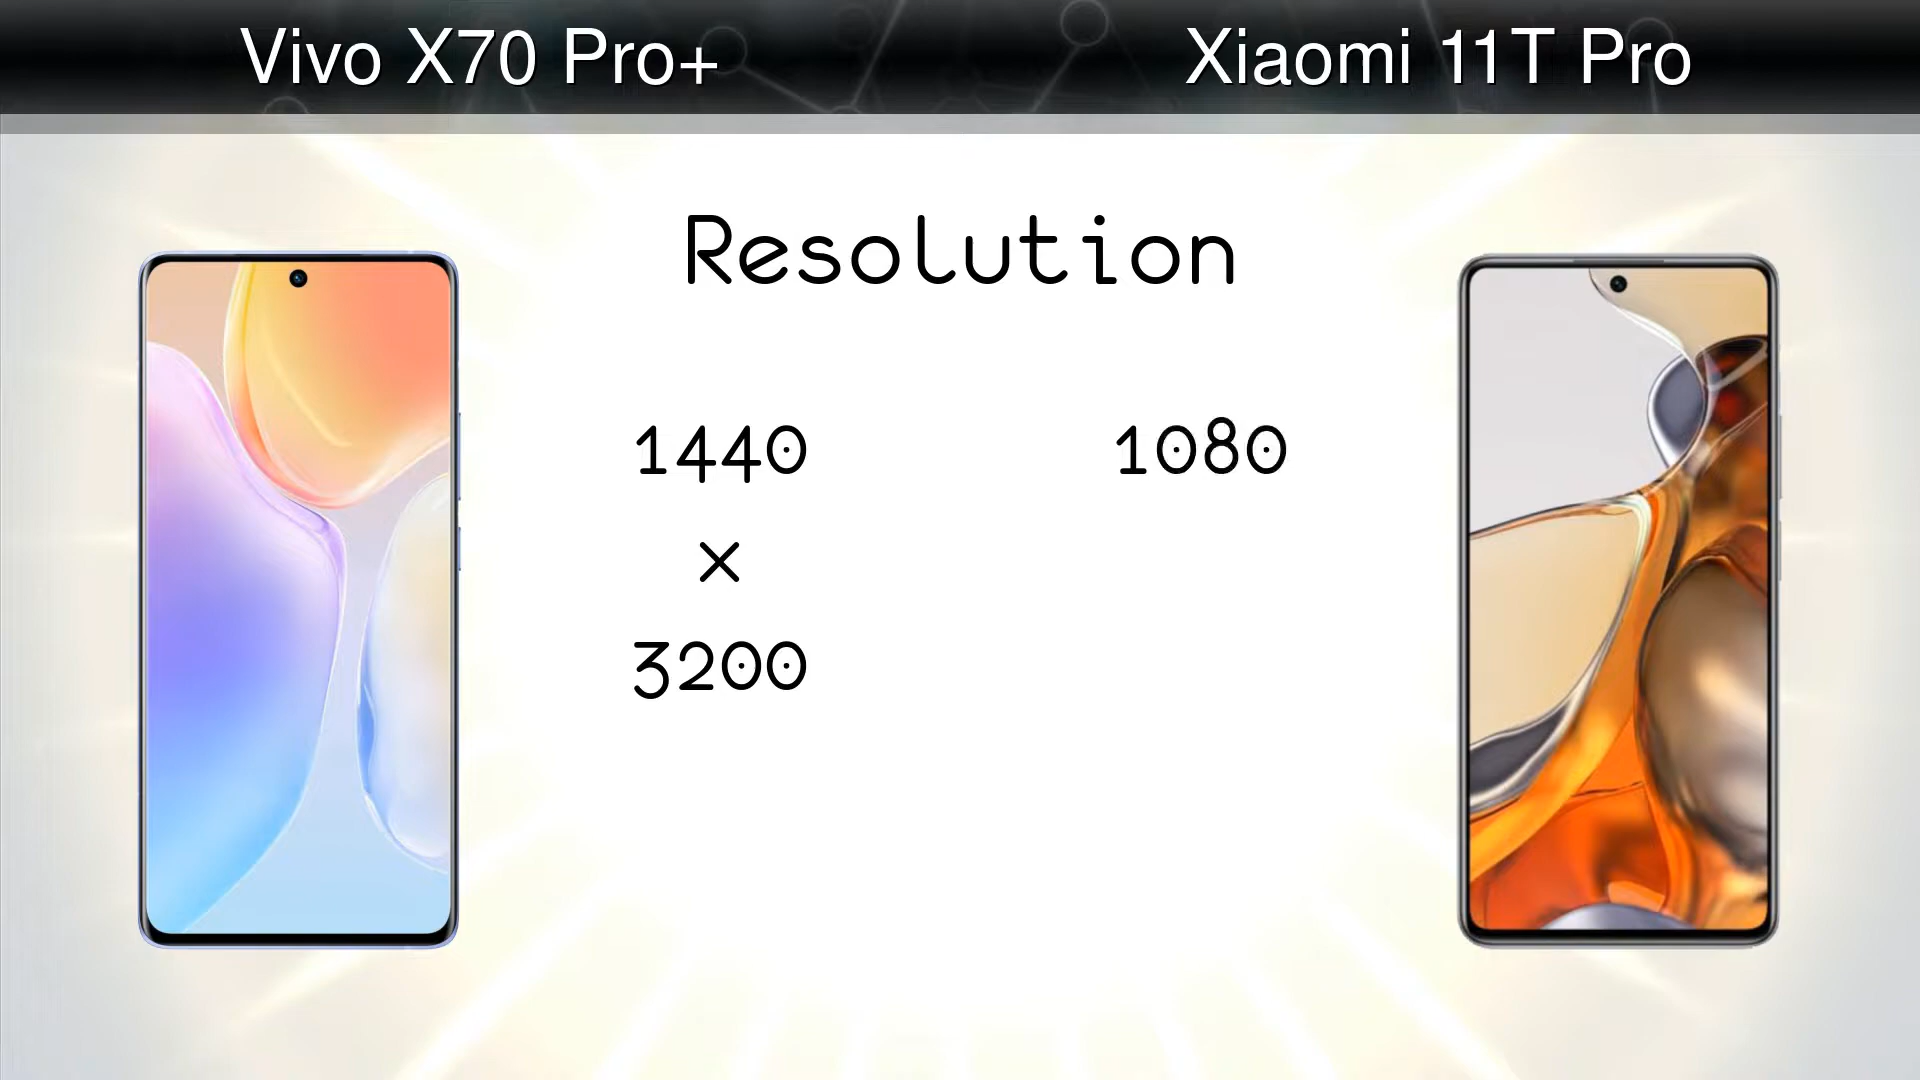 Vivo X70 Pro+
Xiaomi 11T Pro
Resolution
1440
×
3200
1080